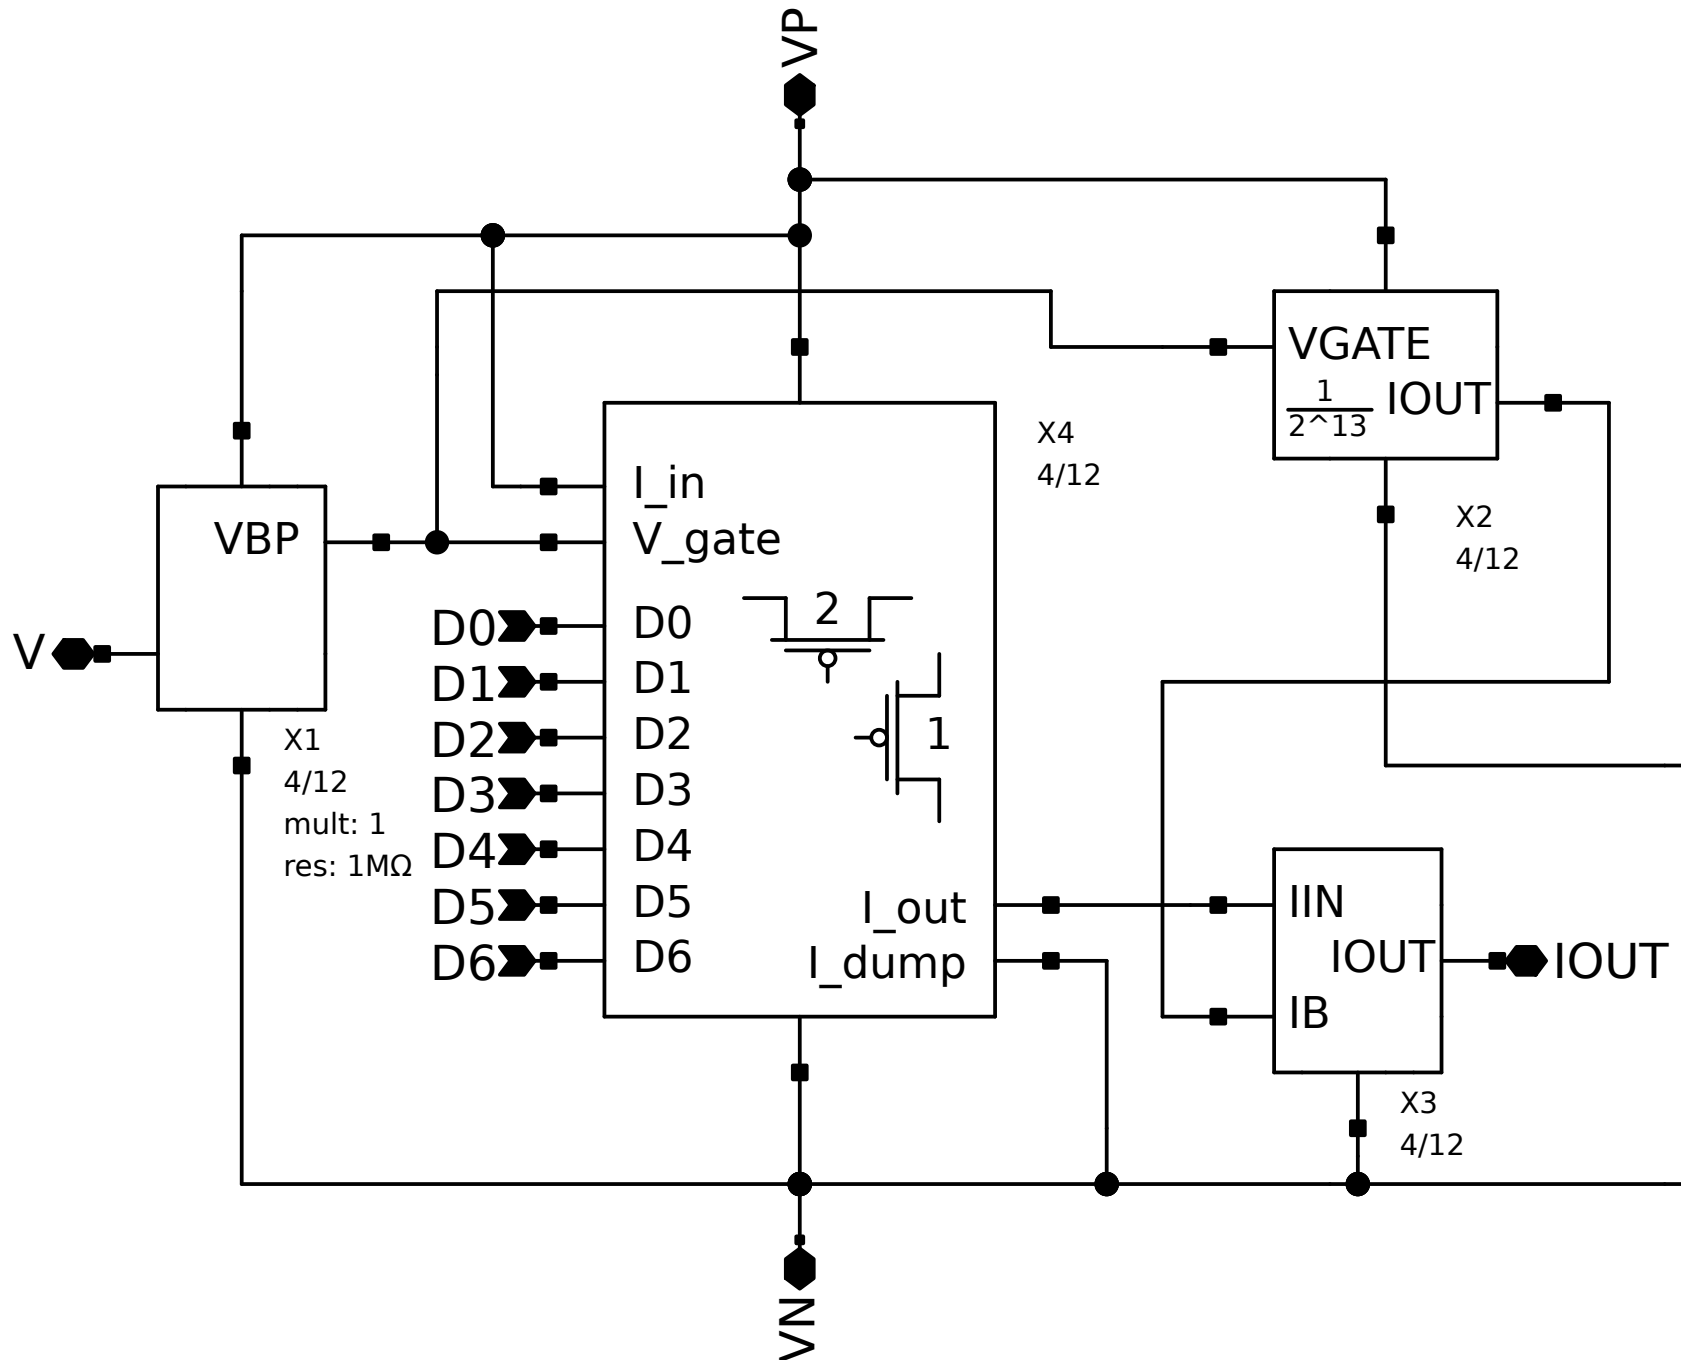 VP
VGATE
1
2^13
IOUT
X2
4/12
X4
4/12
I_in
V_gate
D0
D1
D2
D3
D4
D5
D6
2
1
I_out
I_dump
VBP
V
X1
4/12
mult: 1
res: 1MΩ
D0
D1
D2
D3
D4
D5
D6
IIN
IOUT
IB
IOUT
X3
4/12
VN